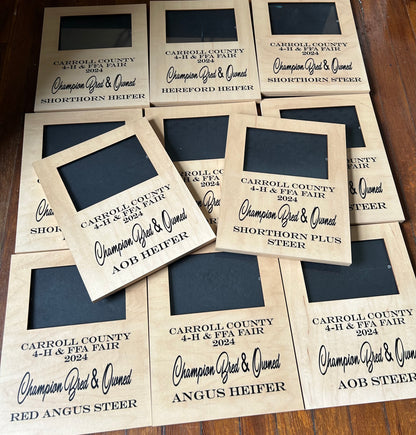 CARROLL COUNTY
4-H & FFA FAIR
2024
Champion Bred & Owned
SHORTHORN HEIFER
CARROLL COUNTY
4-H & FFA FAIR
2024
Champion Bred & Owned
HEREFORD HEIFER
CARROLL COUNTY
4-H & FFA FAIR
2024
Champion Bred & Owned
SHORTHORN STEER
SHOR
CARROLL COUNTY
4-H & FFA FAIR
2024
Champion Bred & Owned
AOB HEIFER
CARROLL COUNTY
4-H & FFA FAIR
2024
Champion Bred & Owned
SHORTHORN PLUS
STEER
CARROLL COUNTY
4-H & FFA FAIR
2024
Champion Bred & Owned
RED ANGUS STEER
CARROLL COUNTY
4-H & FFA FAIR
2024
Champion Bred & Owned
ANGUS HEIFER
CARROLL COUNTY
4-H & FFA FAIR
2024
Champion Bred & Owned
AOB STEER